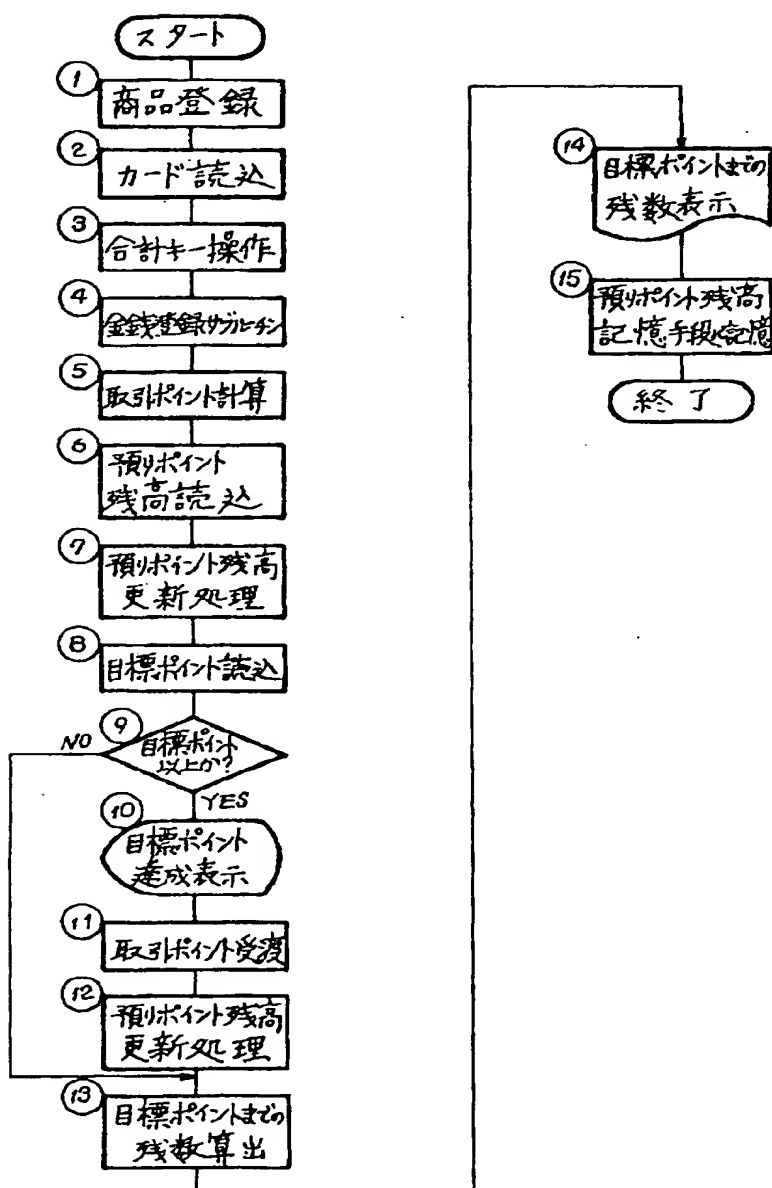 スタート
1
商品登録
2
カード読込
3
合計キー操作
4
金銭登録サブルーチン
5
取引ポイント計算
6
預りポイント
残高読込
7
預りポイント残高
更新処理
8
目標ポイント読込
9
目標ポイント
以上か?
NO
YES
10
目標ポイント
達成表示
11
取引ポイント受渡
12
預りポイント残高
更新処理
13
目標ポイントまでの
残数算出
14
目標ポイントまでの
残数表示
15
預りポイント残高
記憶手段に記憶
終了